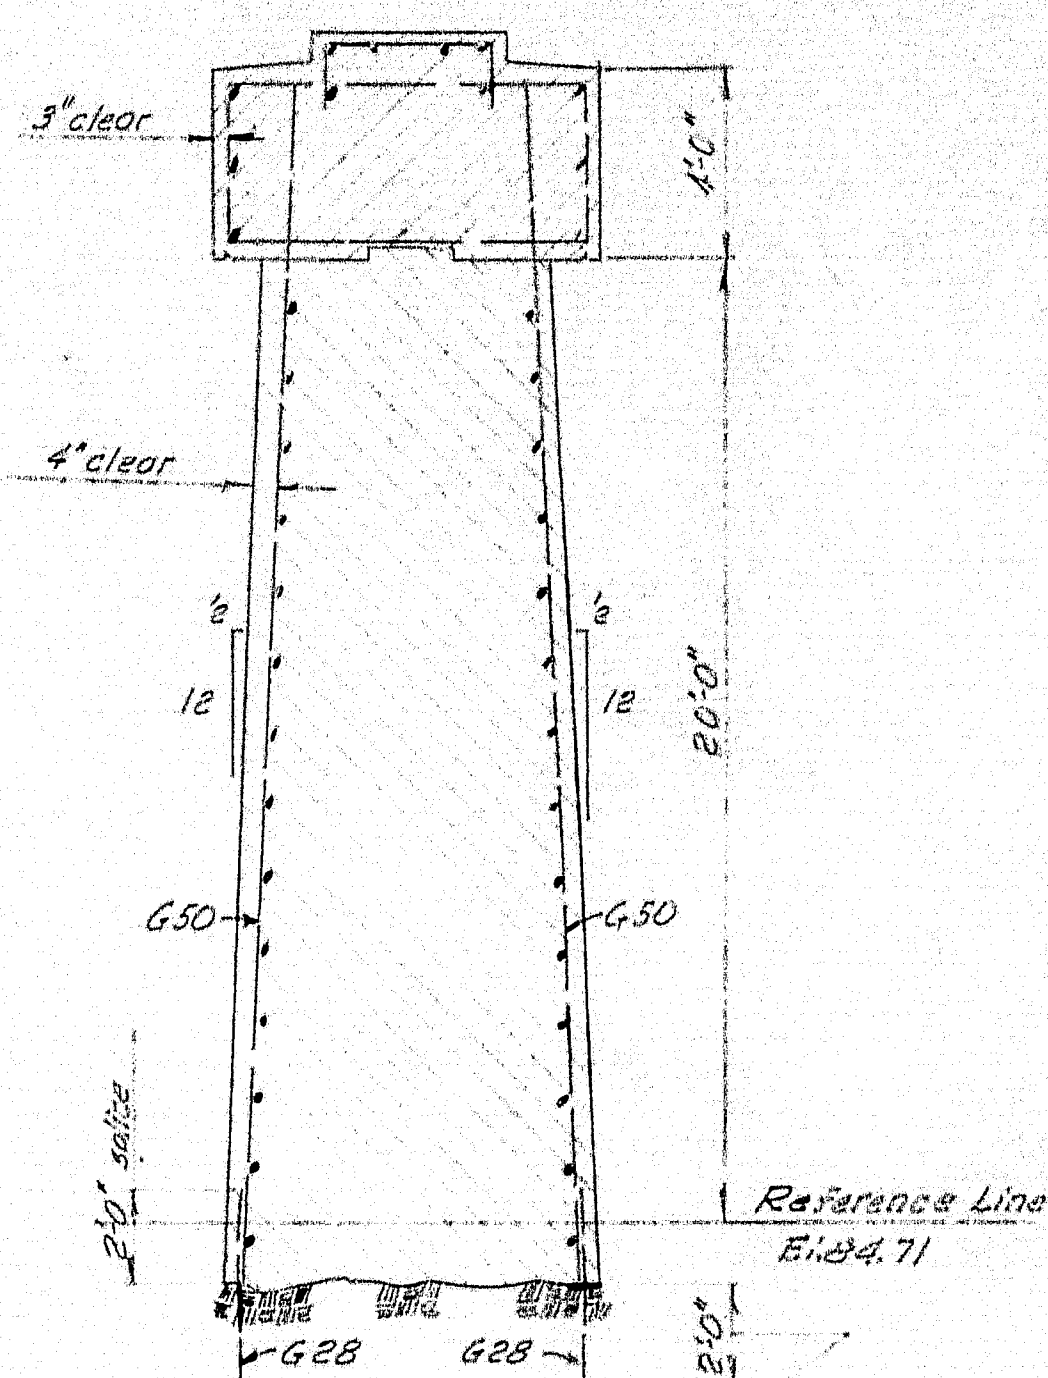 3" clear
4'-0"
4" clear
½
12
½
12
20'-0"
G50
G50
2'-0" splice
Reference Line
El. 84.71
G28
G28
2'-0"